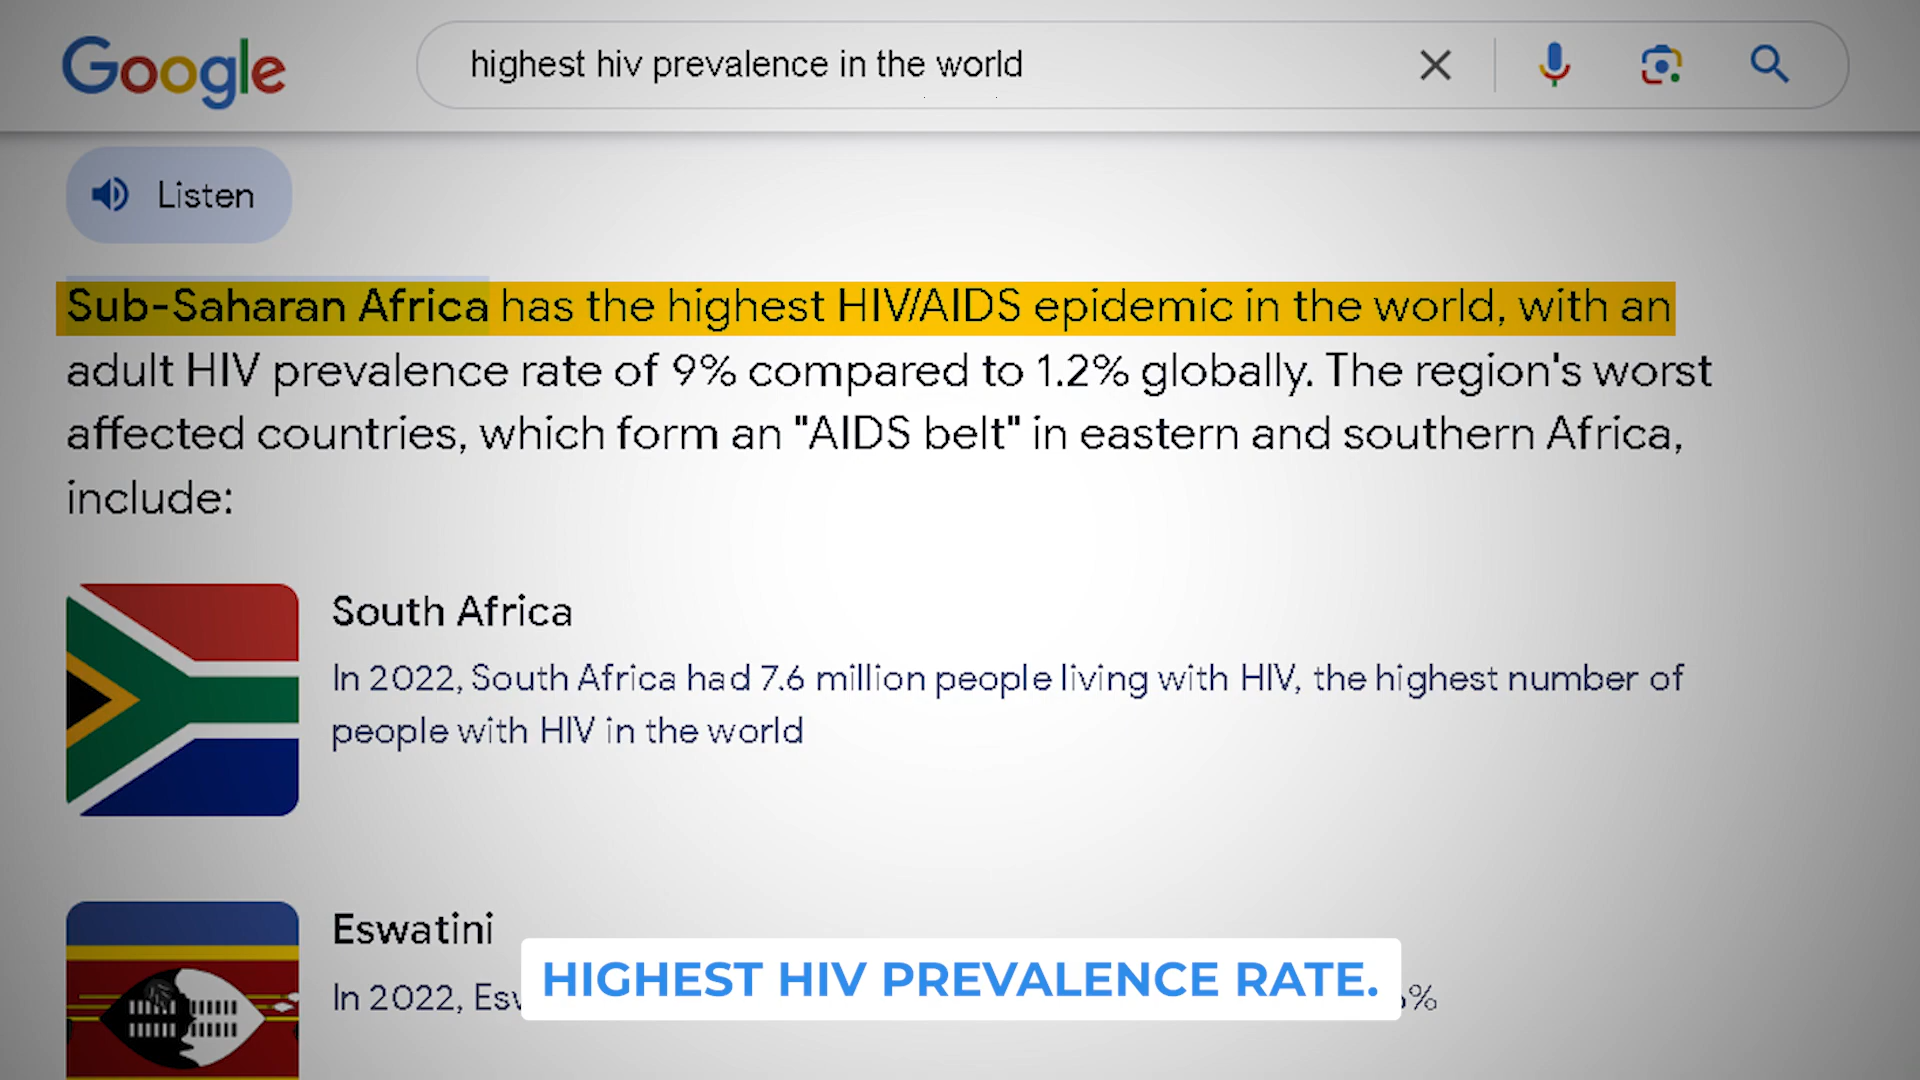 Google
highest hiv prevalence in the world
Listen
Sub-Saharan Africa has the highest HIV/AIDS epidemic in the world, with an
adult HIV prevalence rate of 9% compared to 1.2% globally. The region's worst
affected countries, which form an "AIDS belt" in eastern and southern Africa,
include:
South Africa
In 2022, South Africa had 7.6 million people living with HIV, the highest number of
people with HIV in the world
Eswatini
In 2022,
HIGHEST HIV PREVALENCE RATE.